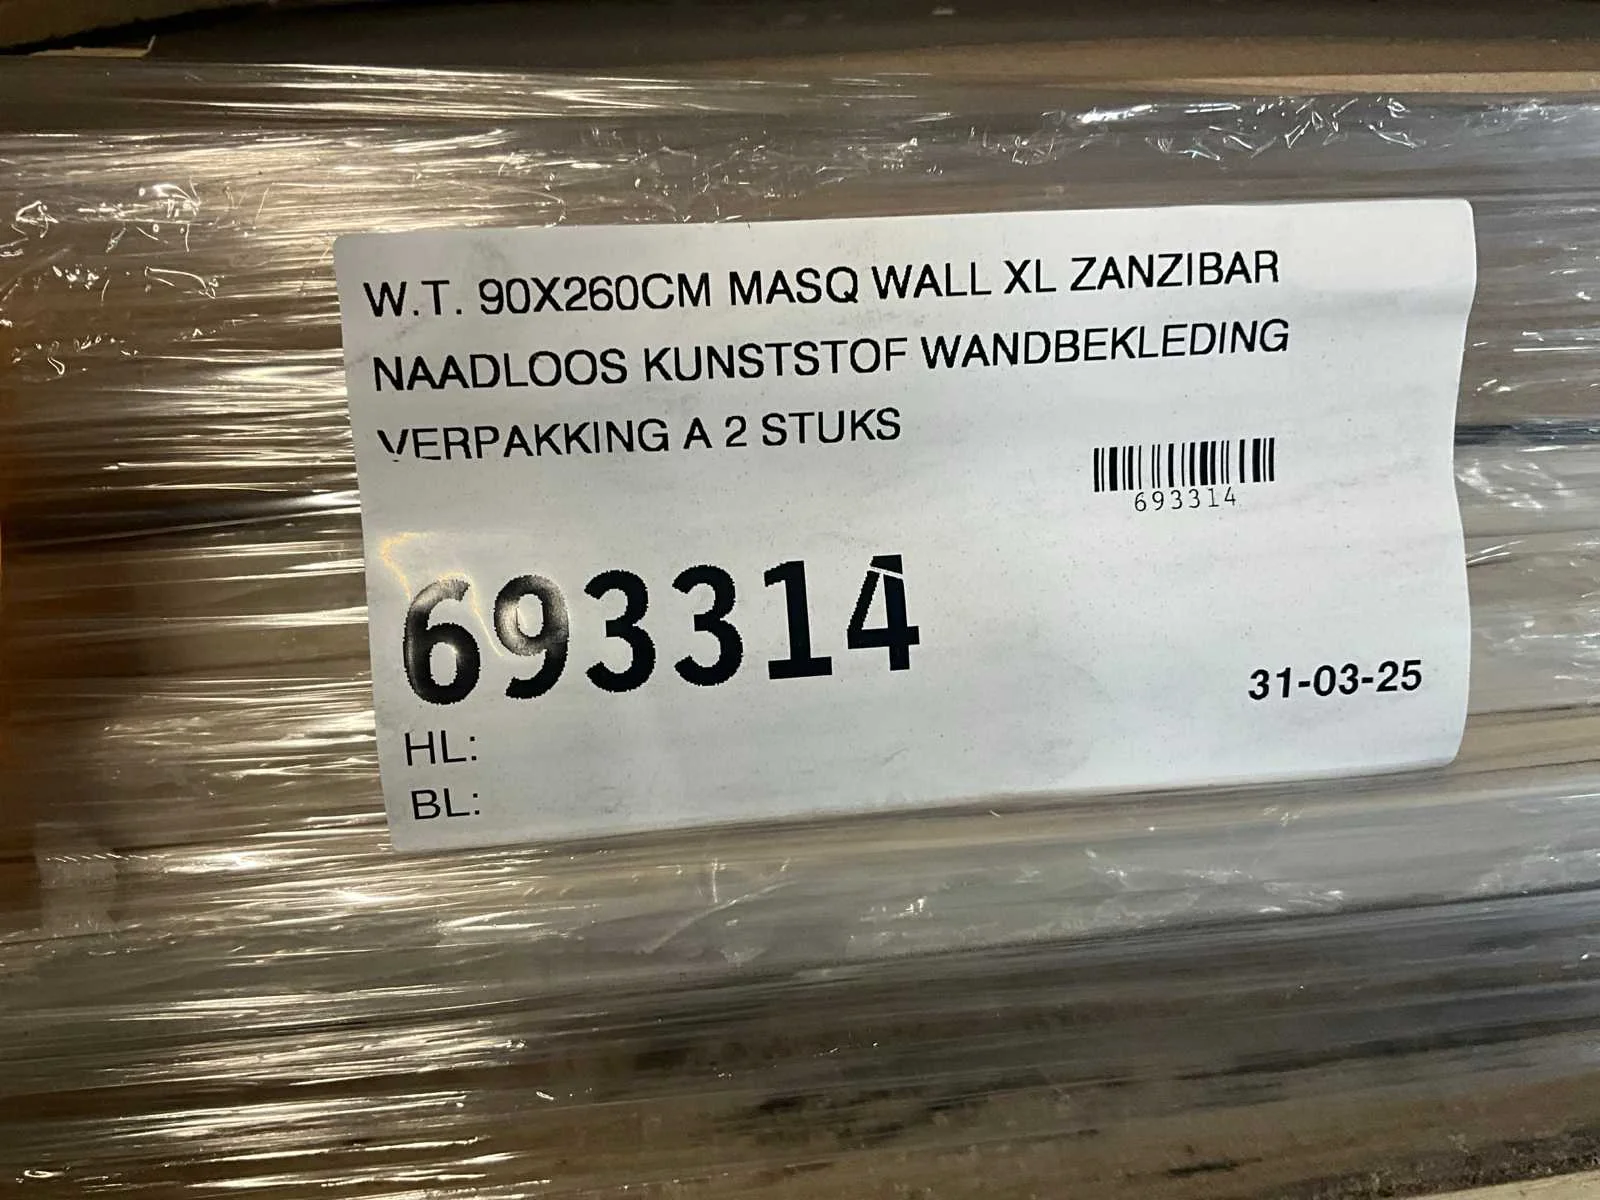 W.T. 90X260CM MASQ WALL XL ZANZIBAR
NAADLOOS KUNSTSTOF WANDBEKLEDING
VERPAKKING A 2 STUKS
693314
693314
31-03-25
HL:
BL: